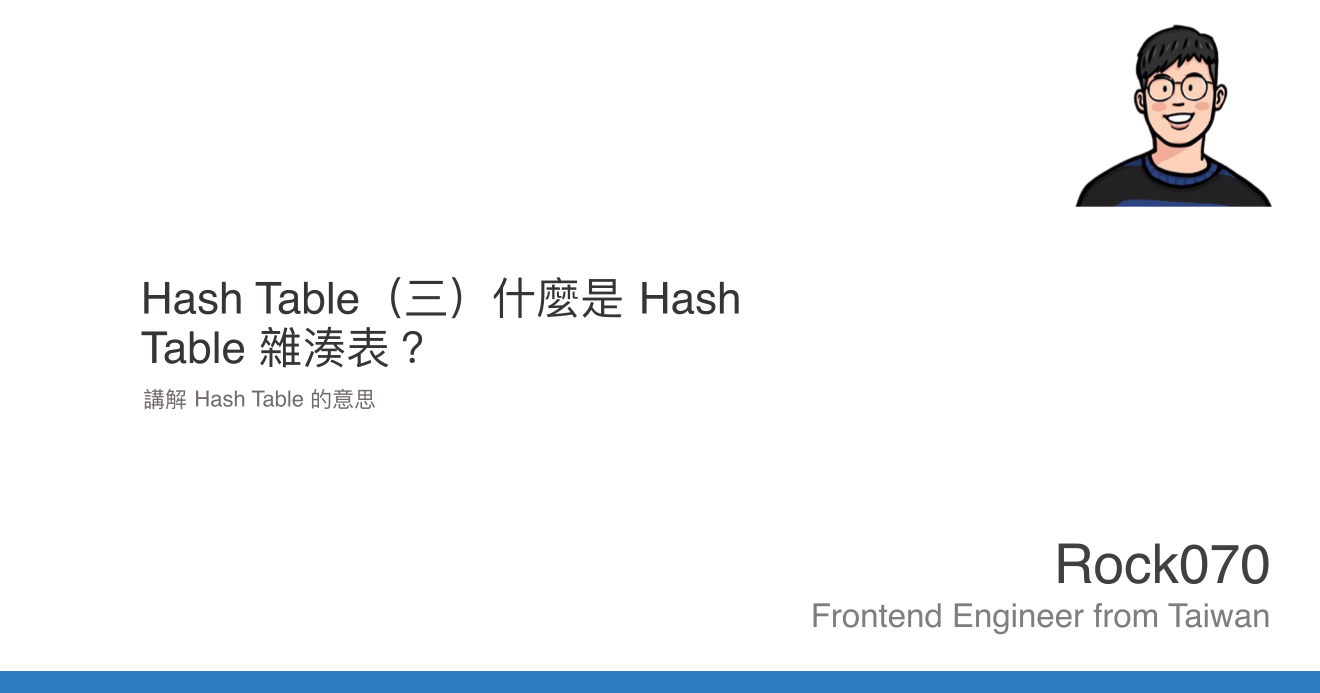 Hash Table（三）什麼是 Hash
Table 雜湊表？
講解 Hash Table 的意思
Rock070
Frontend Engineer from Taiwan